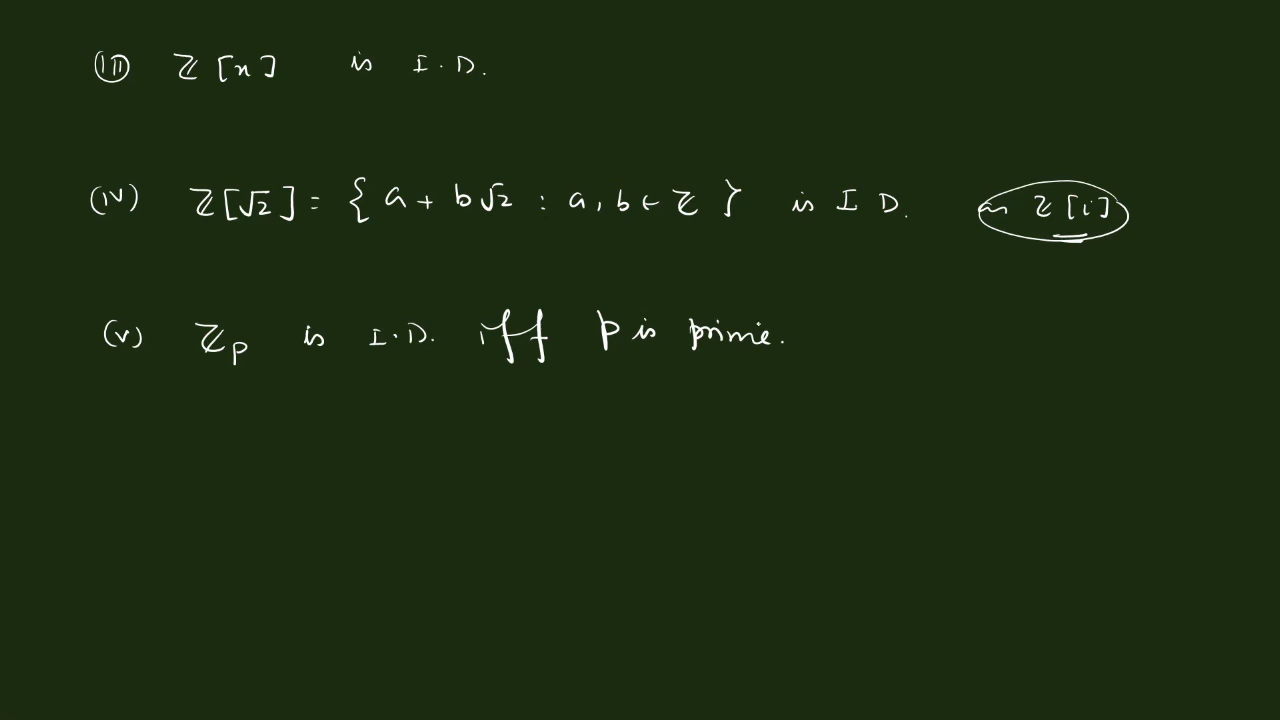 (III) ℤ[x] is I.D.
(IV) ℤ[√2] = { a + b√2 : a, b ∈ ℤ } is I D. ℤ[i]
(V) ℤₚ is I.D. iff p is prime.